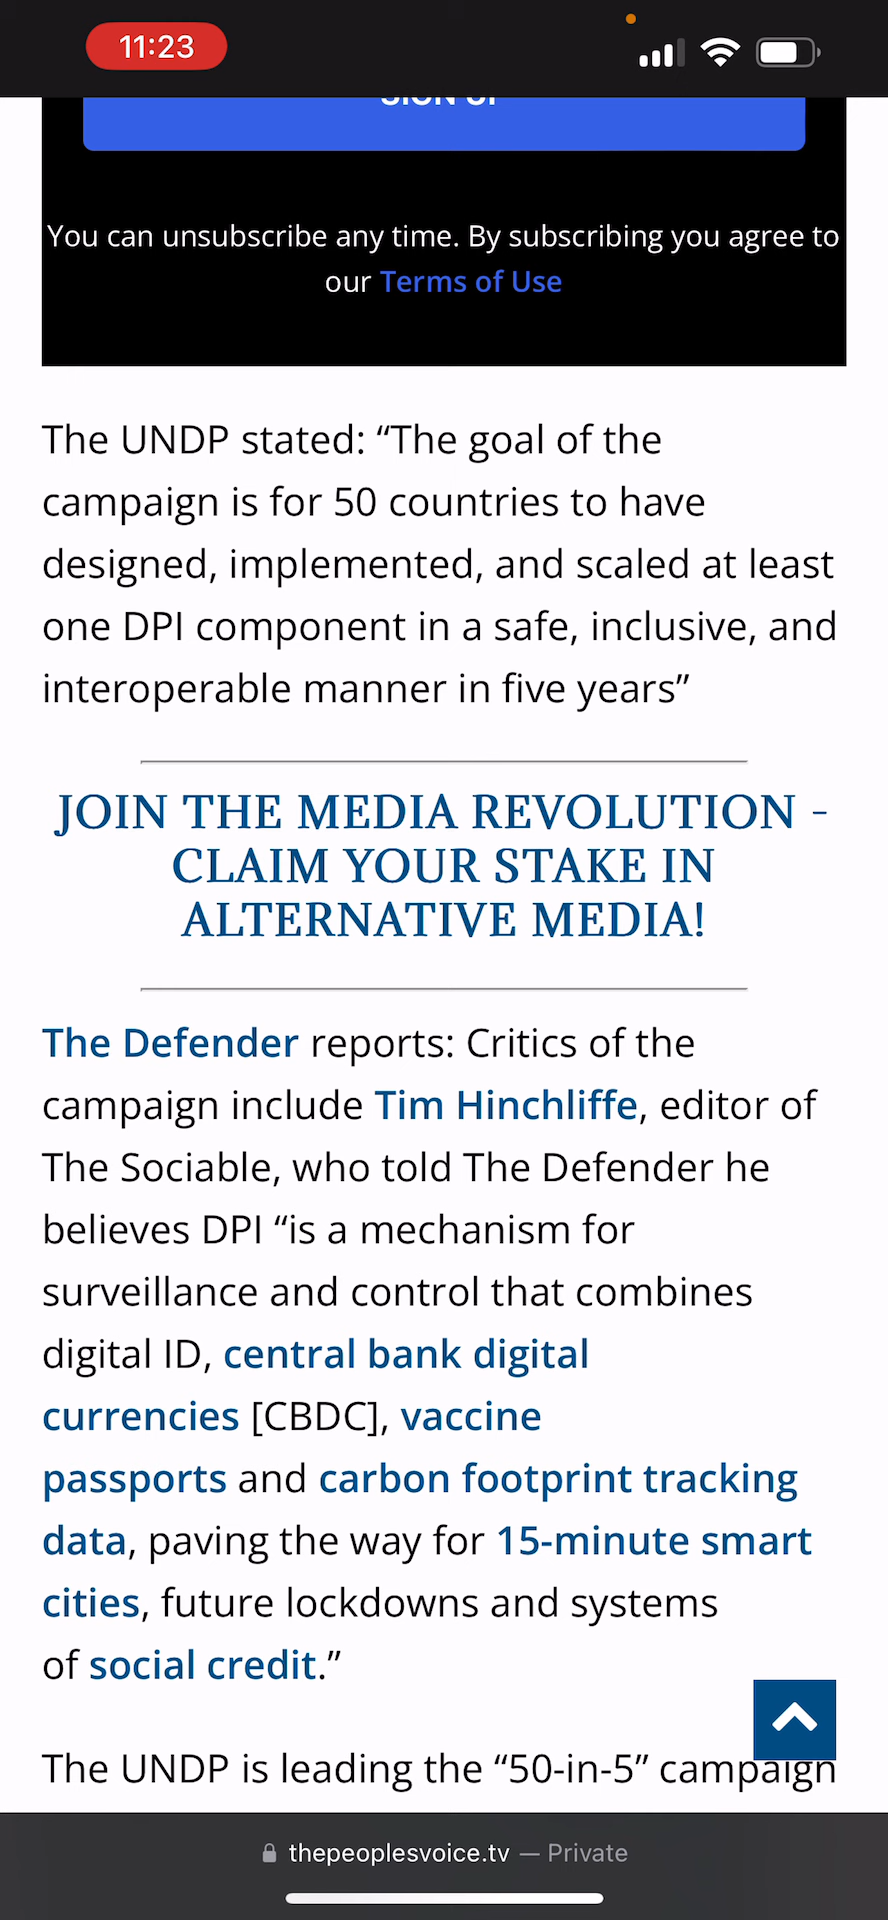 11:23
SIGN UP
You can unsubscribe any time. By subscribing you agree to
our Terms of Use
The UNDP stated: “The goal of the
campaign is for 50 countries to have
designed, implemented, and scaled at least
one DPI component in a safe, inclusive, and
interoperable manner in five years”
JOIN THE MEDIA REVOLUTION -
CLAIM YOUR STAKE IN
ALTERNATIVE MEDIA!
The Defender reports: Critics of the
campaign include Tim Hinchliffe, editor of
The Sociable, who told The Defender he
believes DPI “is a mechanism for
surveillance and control that combines
digital ID, central bank digital
currencies [CBDC], vaccine
passports and carbon footprint tracking
data, paving the way for 15-minute smart
cities, future lockdowns and systems
of social credit.”
The UNDP is leading the “50-in-5” campaign
thepeoplesvoice.tv — Private